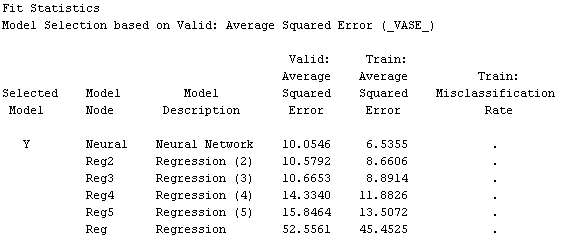 Fit Statistics
Model Selection based on Valid: Average Squared Error (_VASE_)
Valid: Train:
Average Average Train:
Selected Model Model Squared Squared Misclassification
Model Node Description Error Error Rate
Y Neural Neural Network 10.0546 6.5355 .
Reg2 Regression (2) 10.5792 8.6606 .
Reg3 Regression (3) 10.6653 8.8914 .
Reg4 Regression (4) 14.3340 11.8826 .
Reg5 Regression (5) 15.8464 13.5072 .
Reg Regression 52.5561 45.4525 .